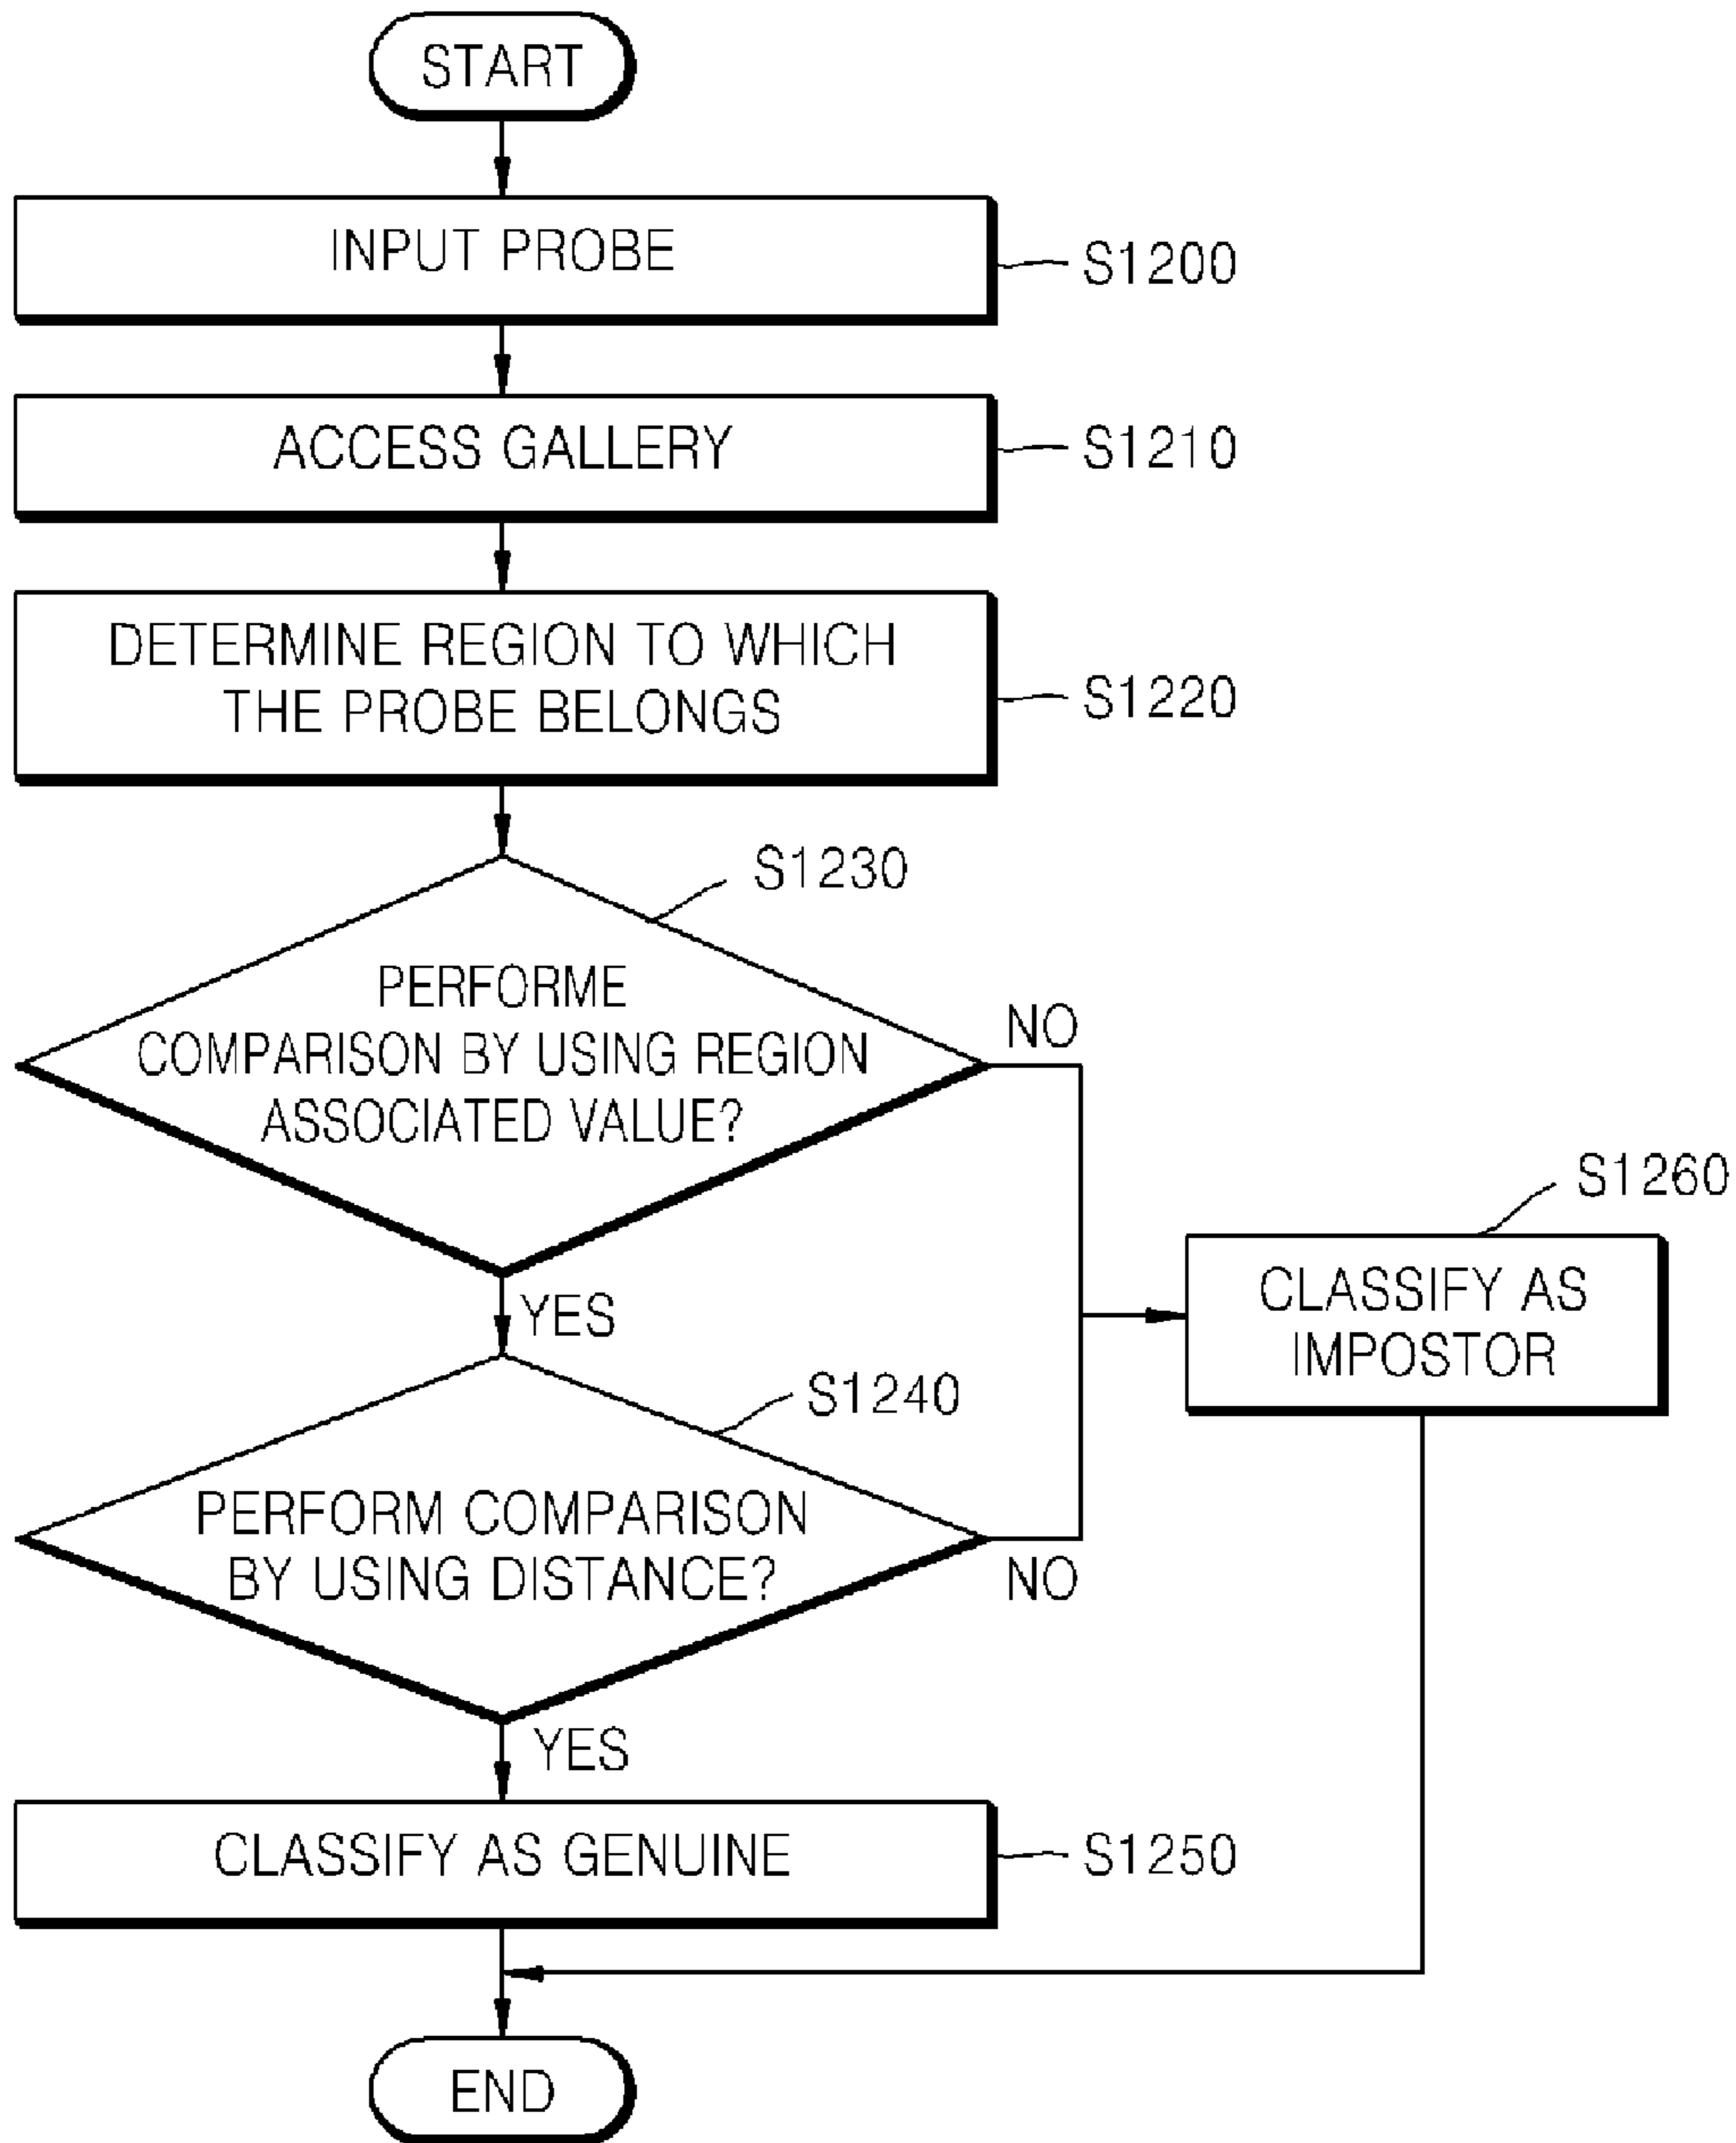 START
INPUT PROBE
S1200
ACCESS GALLERY
S1210
DETERMINE REGION TO WHICH
THE PROBE BELONGS
S1220
S1230
PERFORME
COMPARISON BY USING REGION
ASSOCIATED VALUE?
NO
YES
S1260
CLASSIFY AS
IMPOSTOR
S1240
PERFORM COMPARISON
BY USING DISTANCE?
NO
YES
CLASSIFY AS GENUINE
S1250
END